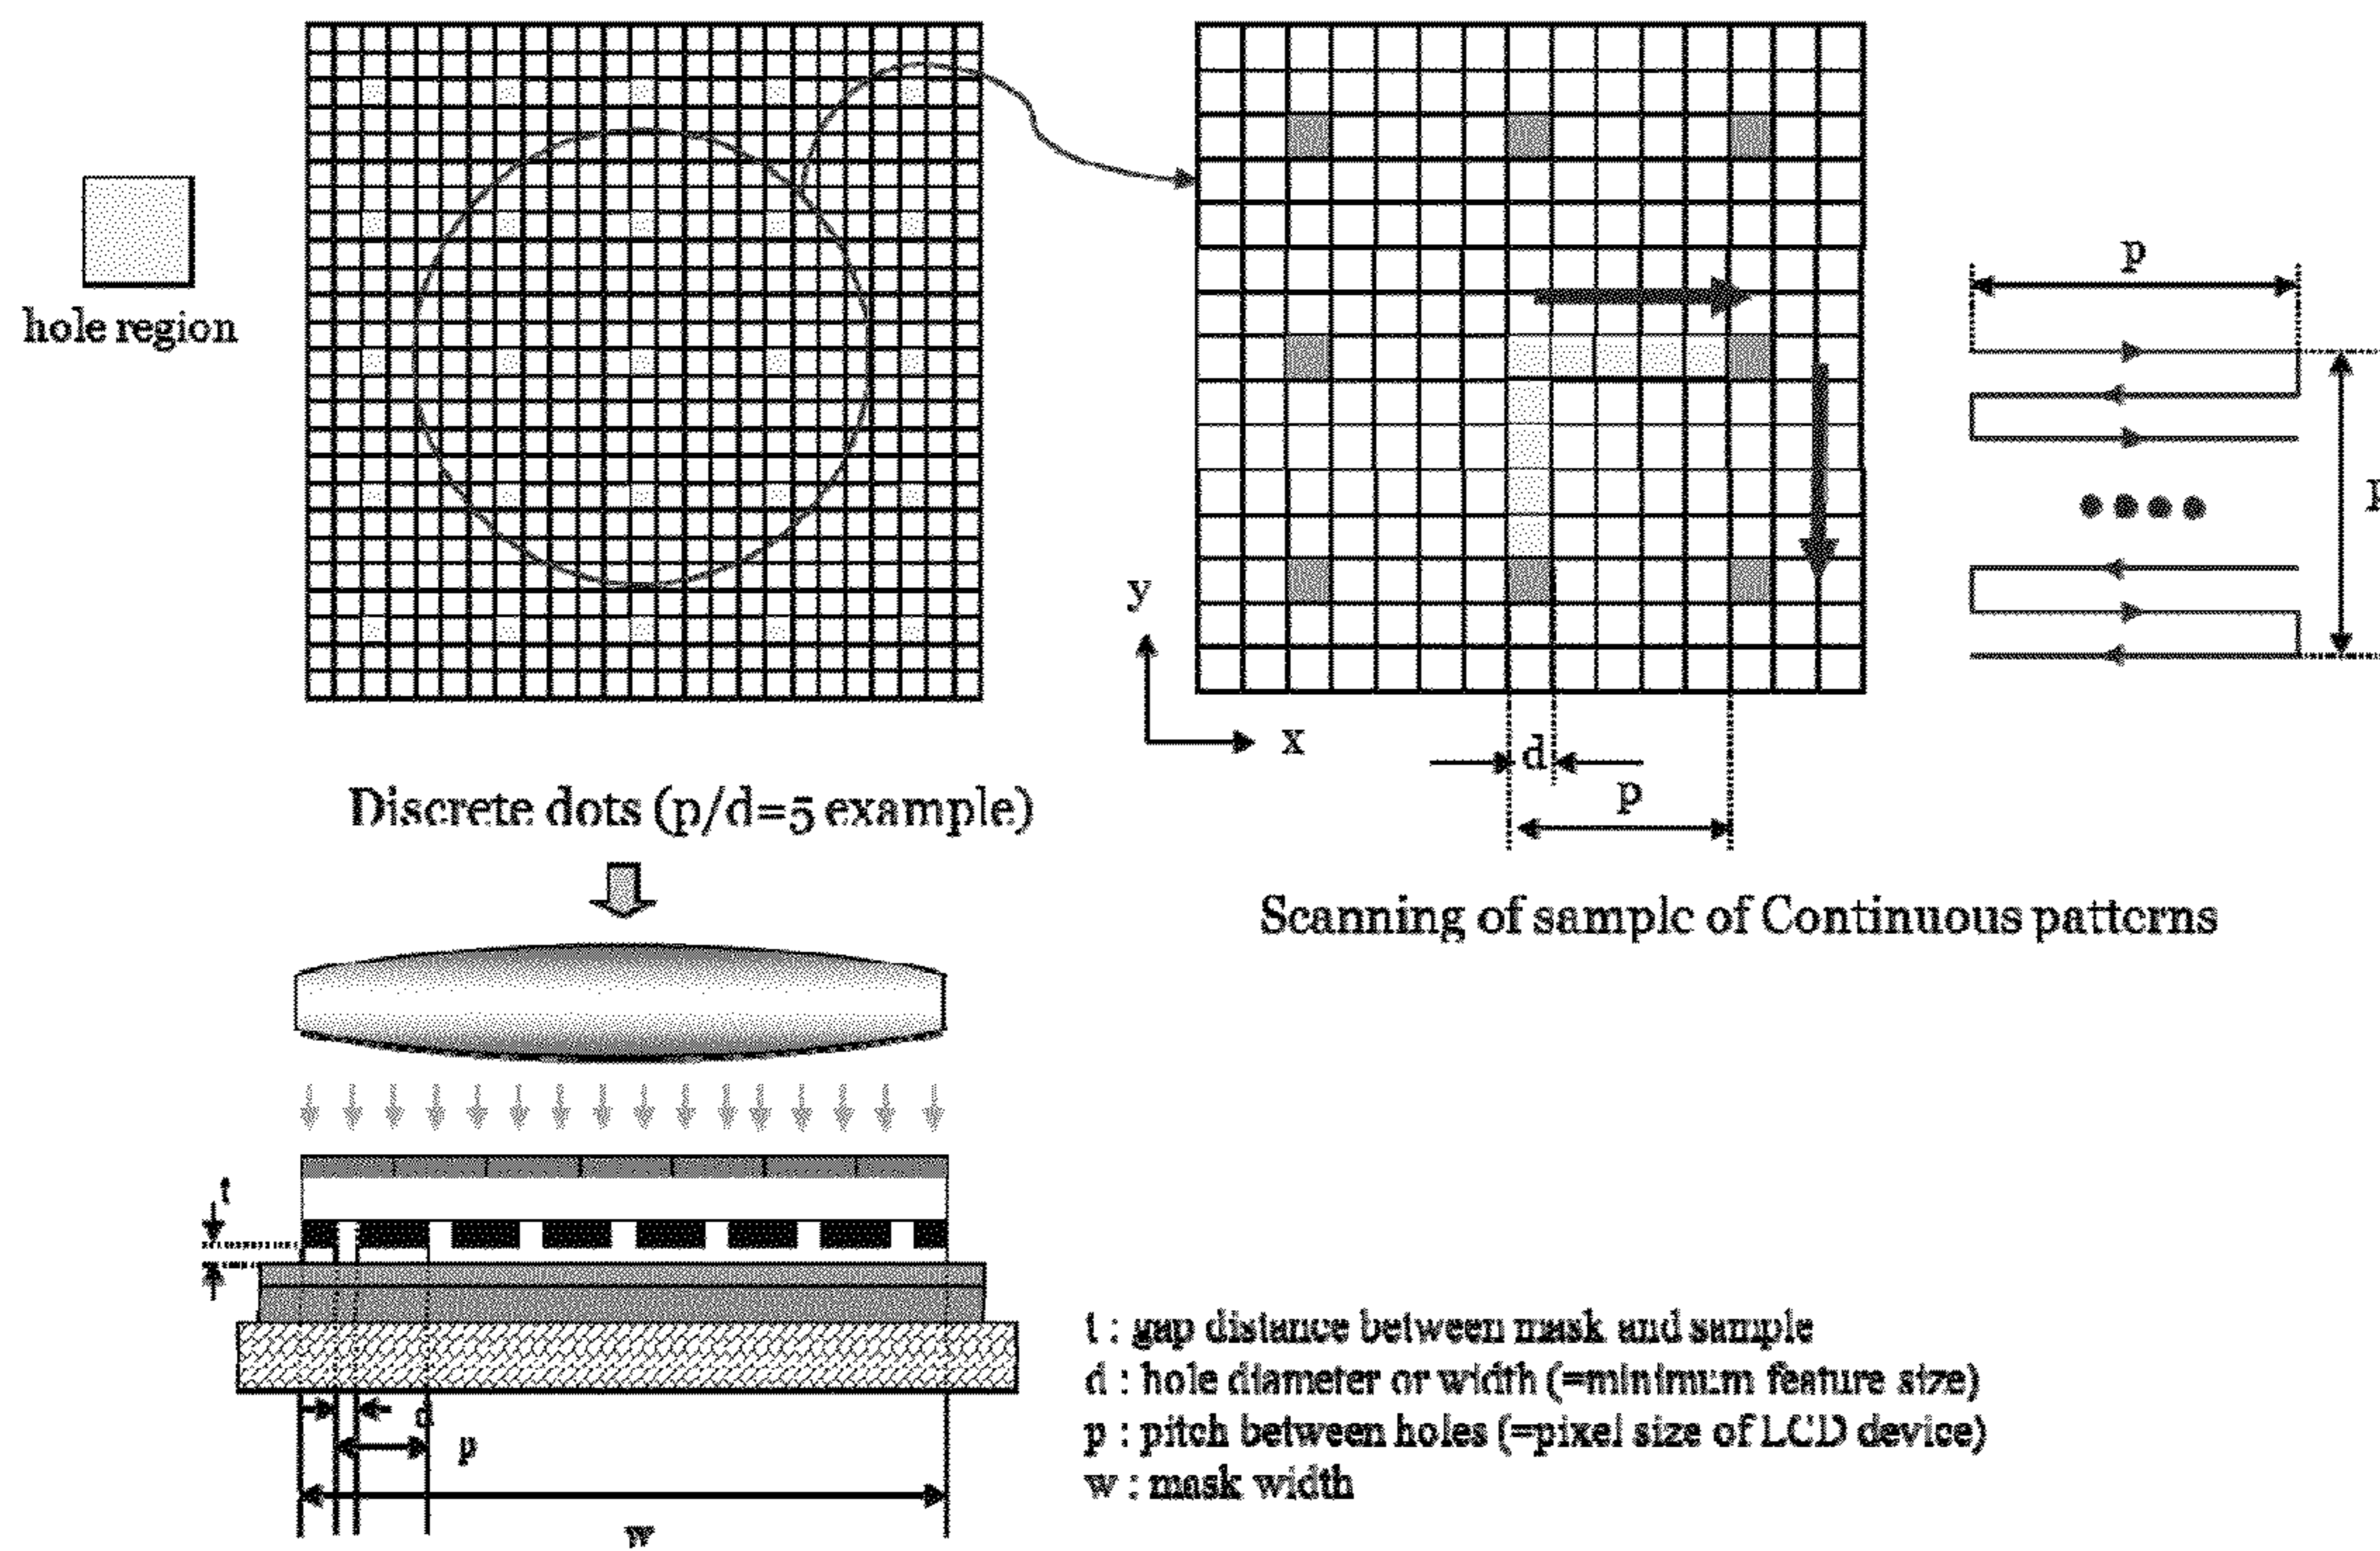 hole region
p
p
y
x
d
p
Discrete dots (p/d=5 example)
Scanning of sample of Continuous patterns
t
d
p
w
t : gap distance between mask and sample
d : hole diameter or width (=minimum feature size)
p : pitch between holes (=pixel size of LCD device)
w : mask width